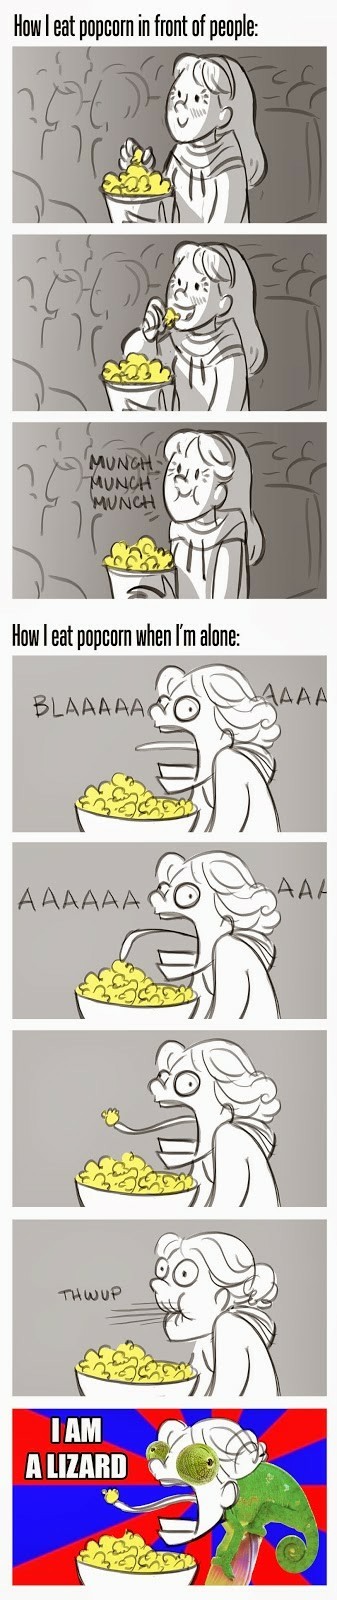 How I eat popcorn in front of people:
MUNCH
MUNCH
MUNCH
How I eat popcorn when I'm alone:
BLAAAAA AAAA
AAAAAA AAA
THWUP
I AM
A LIZARD